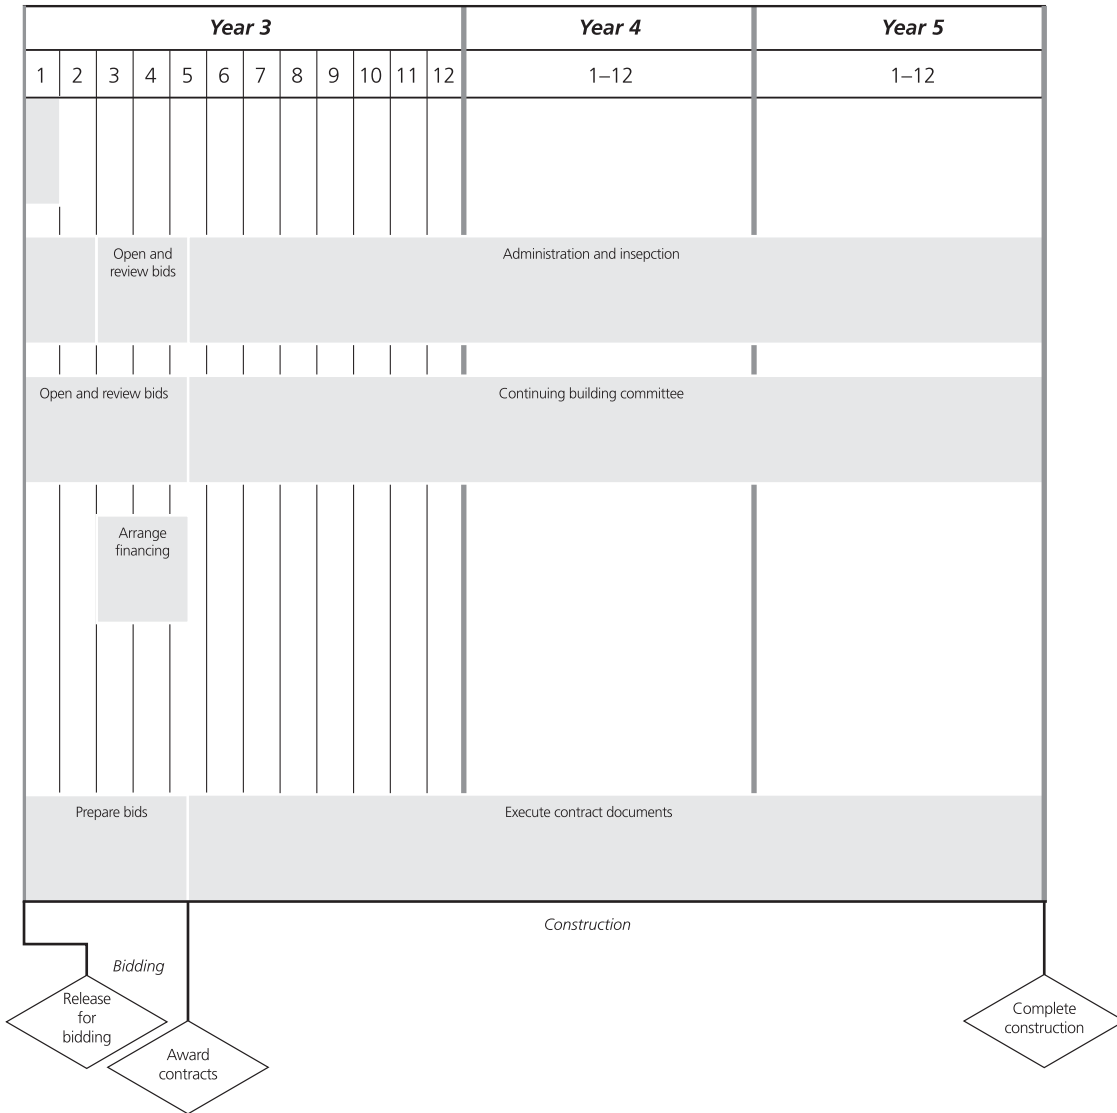 Year 3 Year 4 Year 5
1 2 3 4 5 6 7 8 9 10 11 12 1–12 1–12
Open and
review bids
Administration and insepction
Open and review bids
Continuing building committee
Arrange
financing
Prepare bids
Execute contract documents
Construction
Bidding
Release
for
bidding
Award
contracts
Complete
construction